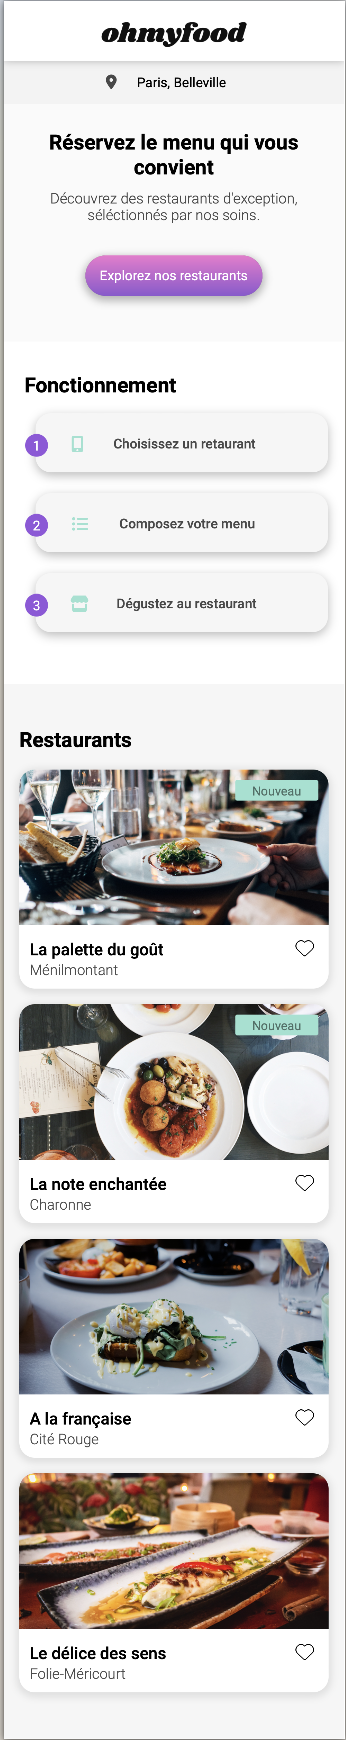 ohmyfood
Paris, Belleville
Réservez le menu qui vous
convient
Découvrez des restaurants d'exception,
séléctionnés par nos soins.
Explorez nos restaurants
Fonctionnement
1 Choisissez un retaurant
2 Composez votre menu
3 Dégustez au restaurant
Restaurants
Nouveau
La palette du goût
Ménilmontant
Nouveau
La note enchantée
Charonne
A la française
Cité Rouge
Le délice des sens
Folie-Méricourt